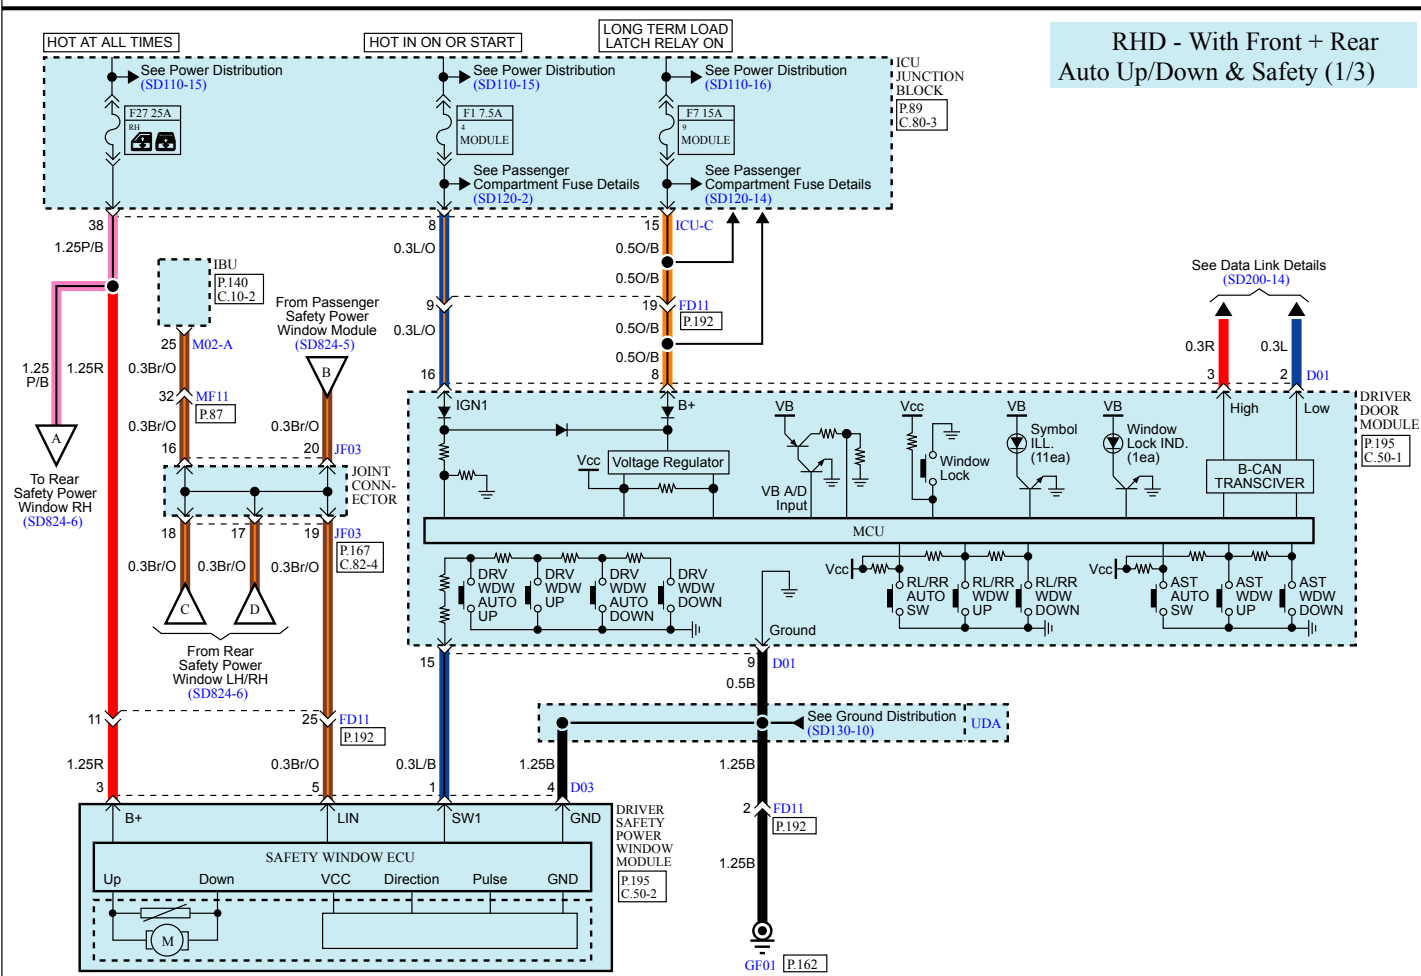 HOT AT ALL TIMES
HOT IN ON OR START
LONG TERM LOAD
LATCH RELAY ON
RHD - With Front + Rear
Auto Up/Down & Safety (1/3)
See Power Distribution
(SD110-15)
See Power Distribution
(SD110-15)
See Power Distribution
(SD110-16)
ICU
JUNCTION
BLOCK
P.89
C.80-3
F27 25A
RH
F1 7.5A
4
MODULE
F7 15A
9
MODULE
See Passenger
Compartment Fuse Details
(SD120-2)
See Passenger
Compartment Fuse Details
(SD120-14)
38
8
15
ICU-C
1.25P/B
0.3L/O
0.5O/B
0.5O/B
IBU
P.140
C.10-2
From Passenger
Safety Power
Window Module
(SD824-5)
B
See Data Link Details
(SD200-14)
9
19
FD11
P.192
0.3L/O
0.5O/B
0.5O/B
0.3R
0.3L
25
M02-A
1.25
P/B
1.25R
0.3Br/O
32
MF11
P.87
0.3Br/O
0.3Br/O
16
20
JF03
16
8
3
2
D01
A
To Rear
Safety Power
Window RH
(SD824-6)
JOINT
CONN-
ECTOR
18
17
19
JF03
P.167
C.82-4
0.3Br/O
0.3Br/O
0.3Br/O
C
D
From Rear
Safety Power
Window LH/RH
(SD824-6)
IGN1
B+
VB
Vcc
VB
VB
High
Low
DRIVER
DOOR
MODULE
P.195
C.50-1
Symbol
ILL.
(11ea)
Window
Lock IND.
(1ea)
Vcc
Voltage Regulator
VB A/D
Input
Window
Lock
B-CAN
TRANSCIVER
MCU
DRV
WDW
AUTO
UP
DRV
WDW
UP
DRV
WDW
AUTO
DOWN
DRV
WDW
DOWN
Ground
Vcc
RL/RR
AUTO
SW
RL/RR
WDW
UP
RL/RR
WDW
DOWN
Vcc
AST
AUTO
SW
AST
WDW
UP
AST
WDW
DOWN
15
9
D01
0.5B
11
25
FD11
P.192
See Ground Distribution
(SD130-10)
UDA
1.25R
0.3Br/O
0.3L/B
1.25B
1.25B
3
5
1
4
D03
B+
LIN
SW1
GND
DRIVER
SAFETY
POWER
WINDOW
MODULE
P.195
C.50-2
2
FD11
P.192
1.25B
SAFETY WINDOW ECU
Up
Down
VCC
Direction
Pulse
GND
M
GF01
P.162